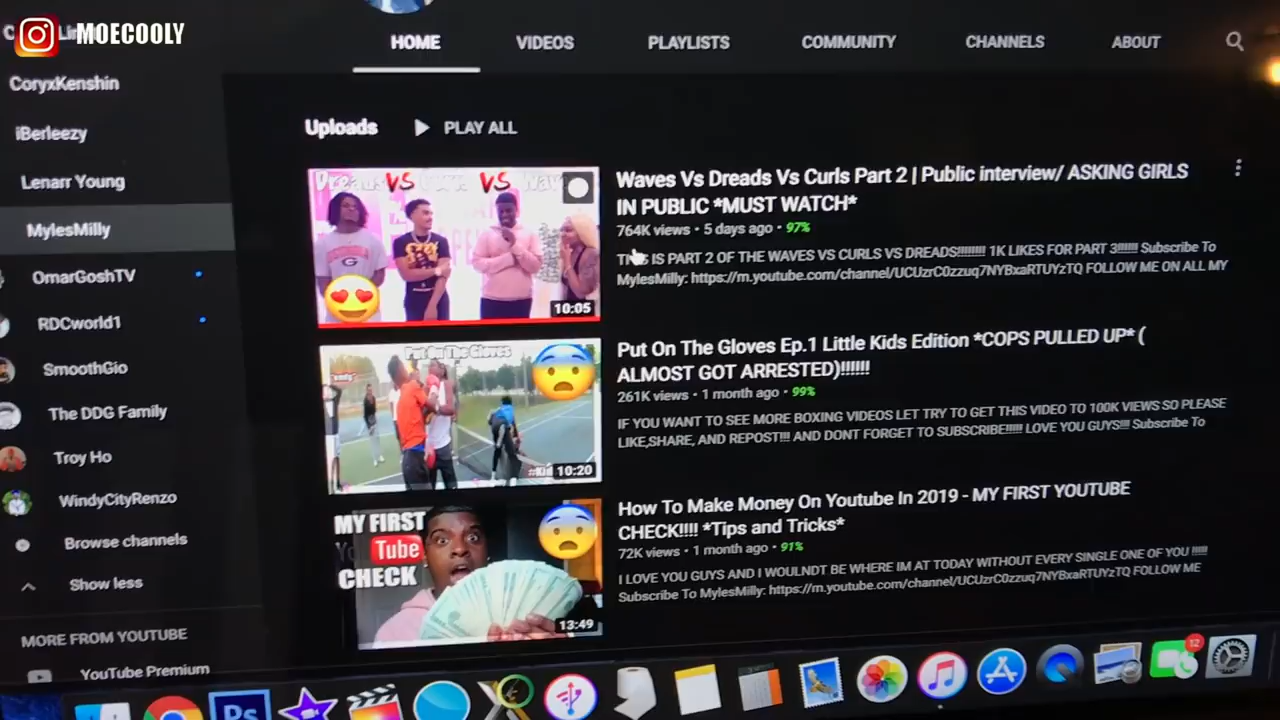 MOECOOLY
HOME
VIDEOS
PLAYLISTS
COMMUNITY
CHANNELS
ABOUT
CoryxKenshin
iBerleezy
Lenarr Young
MylesMilly
OmarGoshTV
RDCworld1
SmoothGio
The DDG Family
Troy Ho
WindyCityRenzo
Browse channels
Show less
MORE FROM YOUTUBE
YouTube Premium
Uploads
PLAY ALL
Dreads VS VS
10:05
Waves Vs Dreads Vs Curls Part 2 | Public interview/ ASKING GIRLS
IN PUBLIC *MUST WATCH*
764K views • 5 days ago • 97%
THIS IS PART 2 OF THE WAVES VS CURLS VS DREADS!!!!!!!! 1K LIKES FOR PART 3!!!!!! Subscribe To
MylesMilly: https://m.youtube.com/channel/UCUzrC0zzuq7NYBxaRTUYzTQ FOLLOW ME ON ALL MY
Put On The Gloves
10:20
Put On The Gloves Ep.1 Little Kids Edition *COPS PULLED UP* (
ALMOST GOT ARRESTED)!!!!!!
261K views • 1 month ago • 99%
IF YOU WANT TO SEE MORE BOXING VIDEOS LET TRY TO GET THIS VIDEO TO 100K VIEWS SO PLEASE
LIKE,SHARE, AND REPOST!!! AND DONT FORGET TO SUBSCRIBE!!!!! LOVE YOU GUYS!!! Subscribe To
MY FIRST
Tube
CHECK
13:49
How To Make Money On Youtube In 2019 - MY FIRST YOUTUBE
CHECK!!!! *Tips and Tricks*
72K views • 1 month ago • 91%
I LOVE YOU GUYS AND I WOULNDT BE WHERE IM AT TODAY WITHOUT EVERY SINGLE ONE OF YOU !!!!!
Subscribe To MylesMilly: https://m.youtube.com/channel/UCUzrC0zzuq7NYBxaRTUYzTQ FOLLOW ME
Ps
12